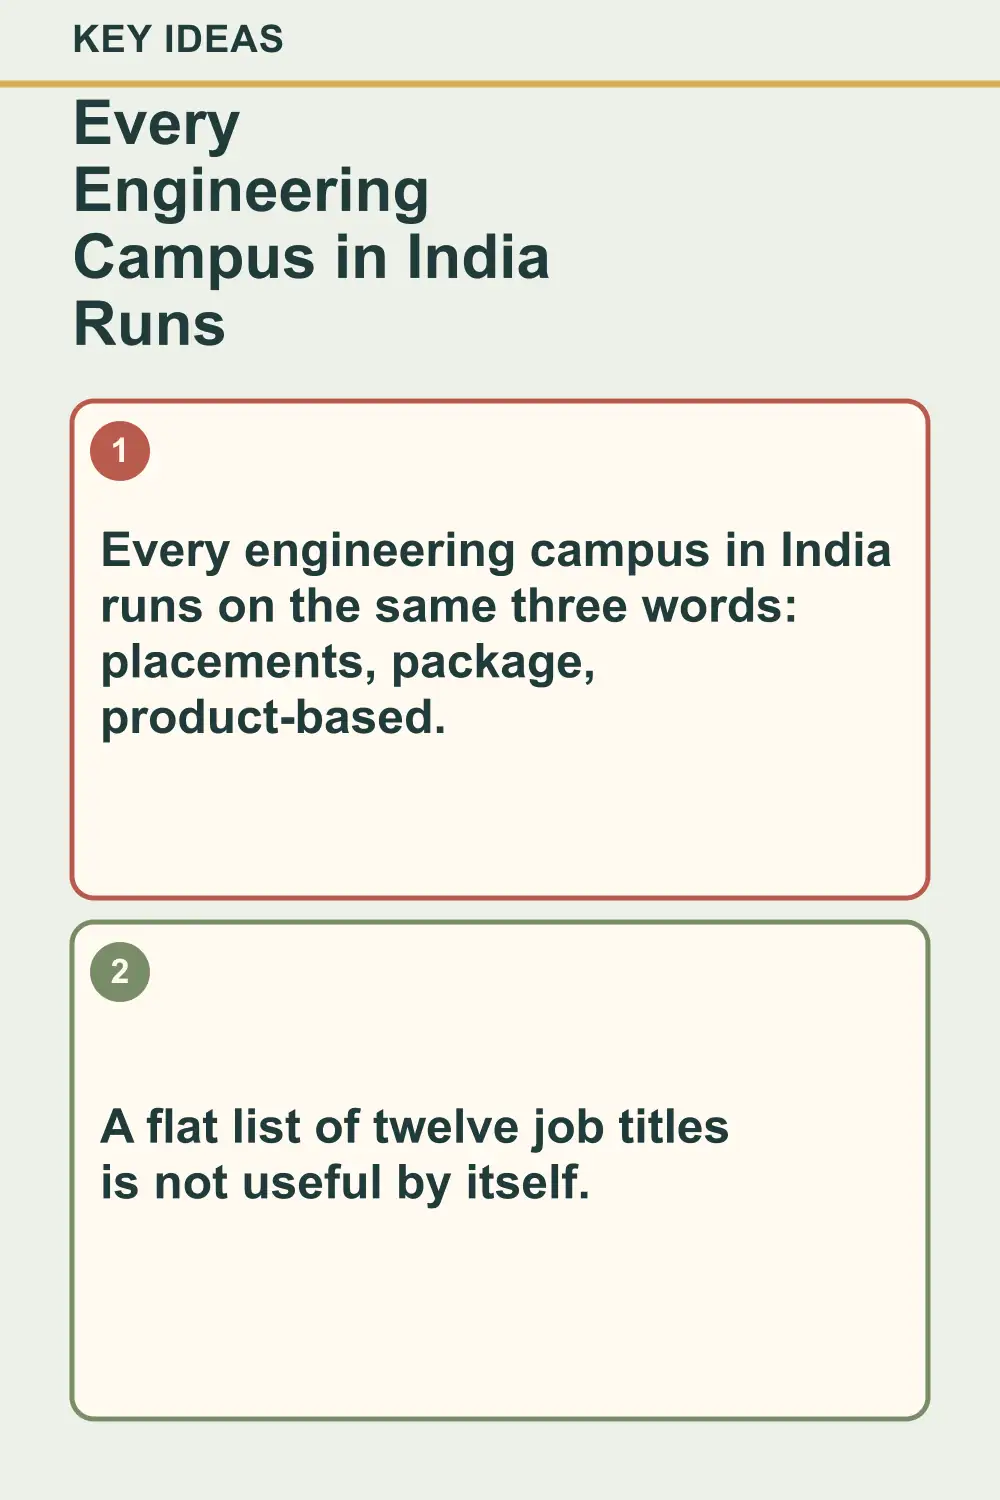 KEY IDEAS
Every
Engineering
Campus in India
Runs
1
Every engineering campus in India
runs on the same three words:
placements, package,
product-based.
2
A flat list of twelve job titles
is not useful by itself.